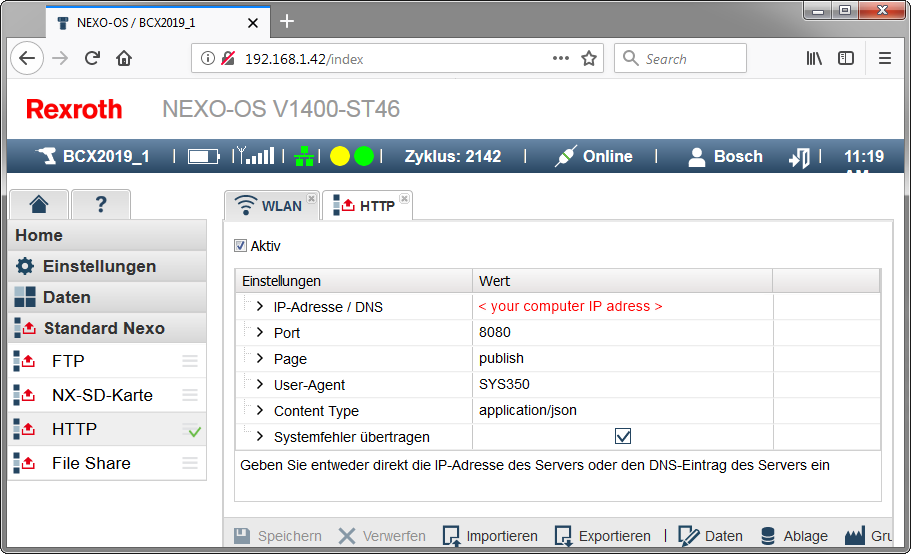 NEXO-OS / BCX2019_1
192.168.1.42/index
Search
Rexroth NEXO-OS V1400-ST46
BCX2019_1 | | | | Zyklus: 2142 | Online | Bosch | 11:19
WLAN HTTP
?
Home
Einstellungen
Daten
Standard Nexo
FTP
NX-SD-Karte
HTTP
File Share
Aktiv
Einstellungen Wert
IP-Adresse / DNS < your computer IP adress >
Port 8080
Page publish
User-Agent SYS350
Content Type application/json
Systemfehler übertragen
Geben Sie entweder direkt die IP-Adresse des Servers oder den DNS-Eintrag des Servers ein
Speichern Verwerfen Importieren Exportieren | Daten Ablage Gru